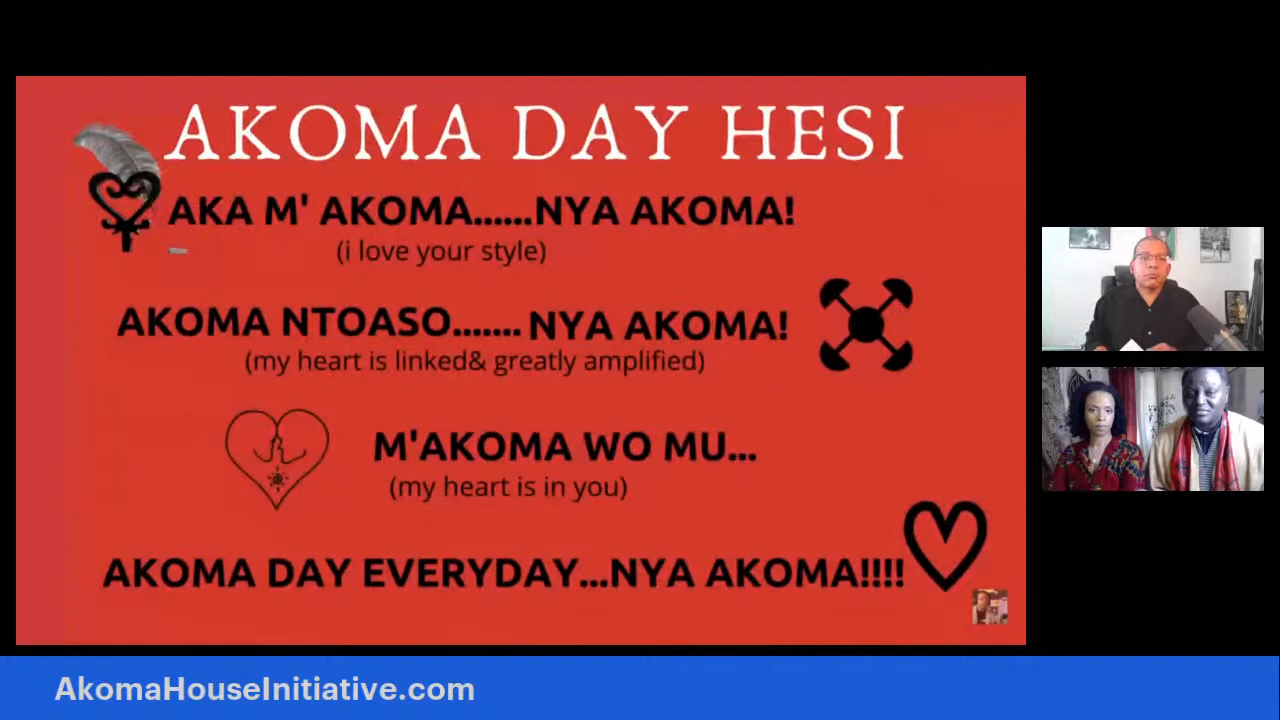 AKOMA DAY HESI
AKA M' AKOMA......NYA AKOMA!
(i love your style)
AKOMA NTOASO.......NYA AKOMA!
(my heart is linked& greatly amplified)
M'AKOMA WO MU...
(my heart is in you)
AKOMA DAY EVERYDAY...NYA AKOMA!!!!
AkomaHouseInitiative.com